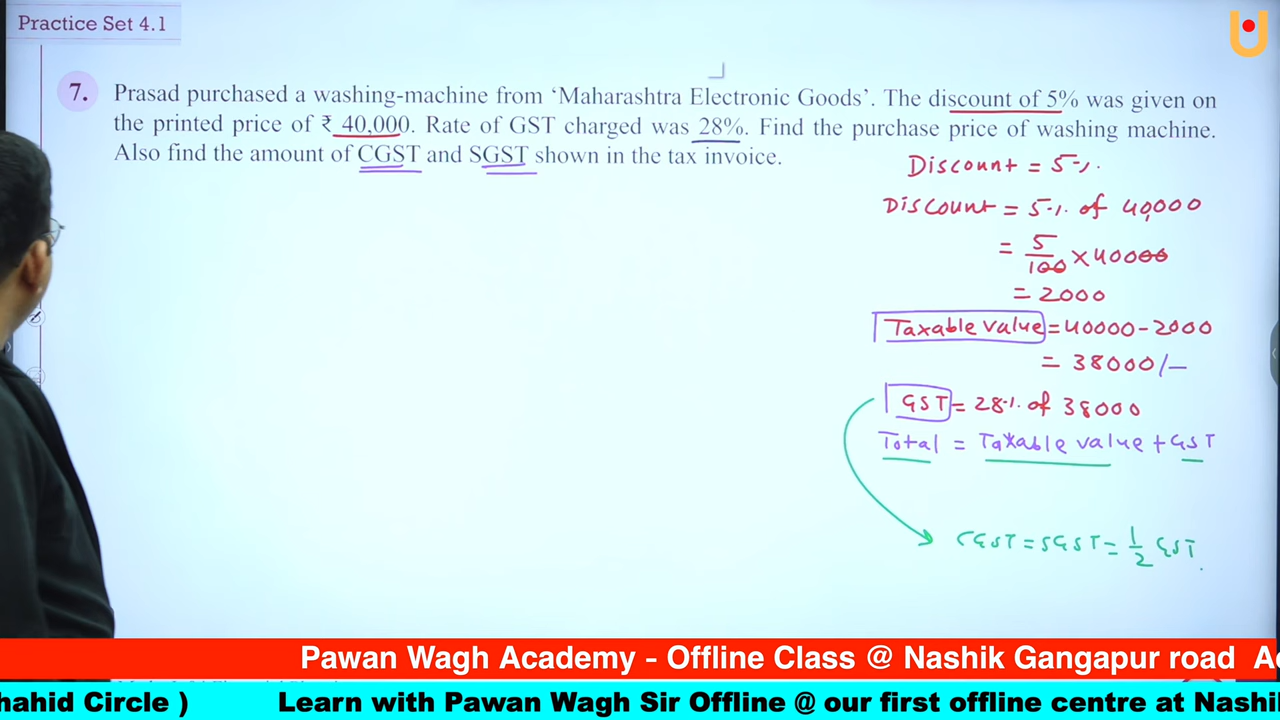 Practice Set 4.1
7. Prasad purchased a washing-machine from ‘Maharashtra Electronic Goods’. The discount of 5% was given on
the printed price of ₹ 40,000. Rate of GST charged was 28%. Find the purchase price of washing machine.
Also find the amount of CGST and SGST shown in the tax invoice.
Discount = 5%.
Discount = 5% of 40,000
= 5/100 × 40000
= 2000
Taxable value = 40000 - 2000
= 38000/-
GST = 28% of 38000
Total = Taxable value + GST
CGST = SGST = 1/2 GST
Pawan Wagh Academy - Offline Class @ Nashik Gangapur road
hahid Circle ) Learn with Pawan Wagh Sir Offline @ our first offline centre at Nashi